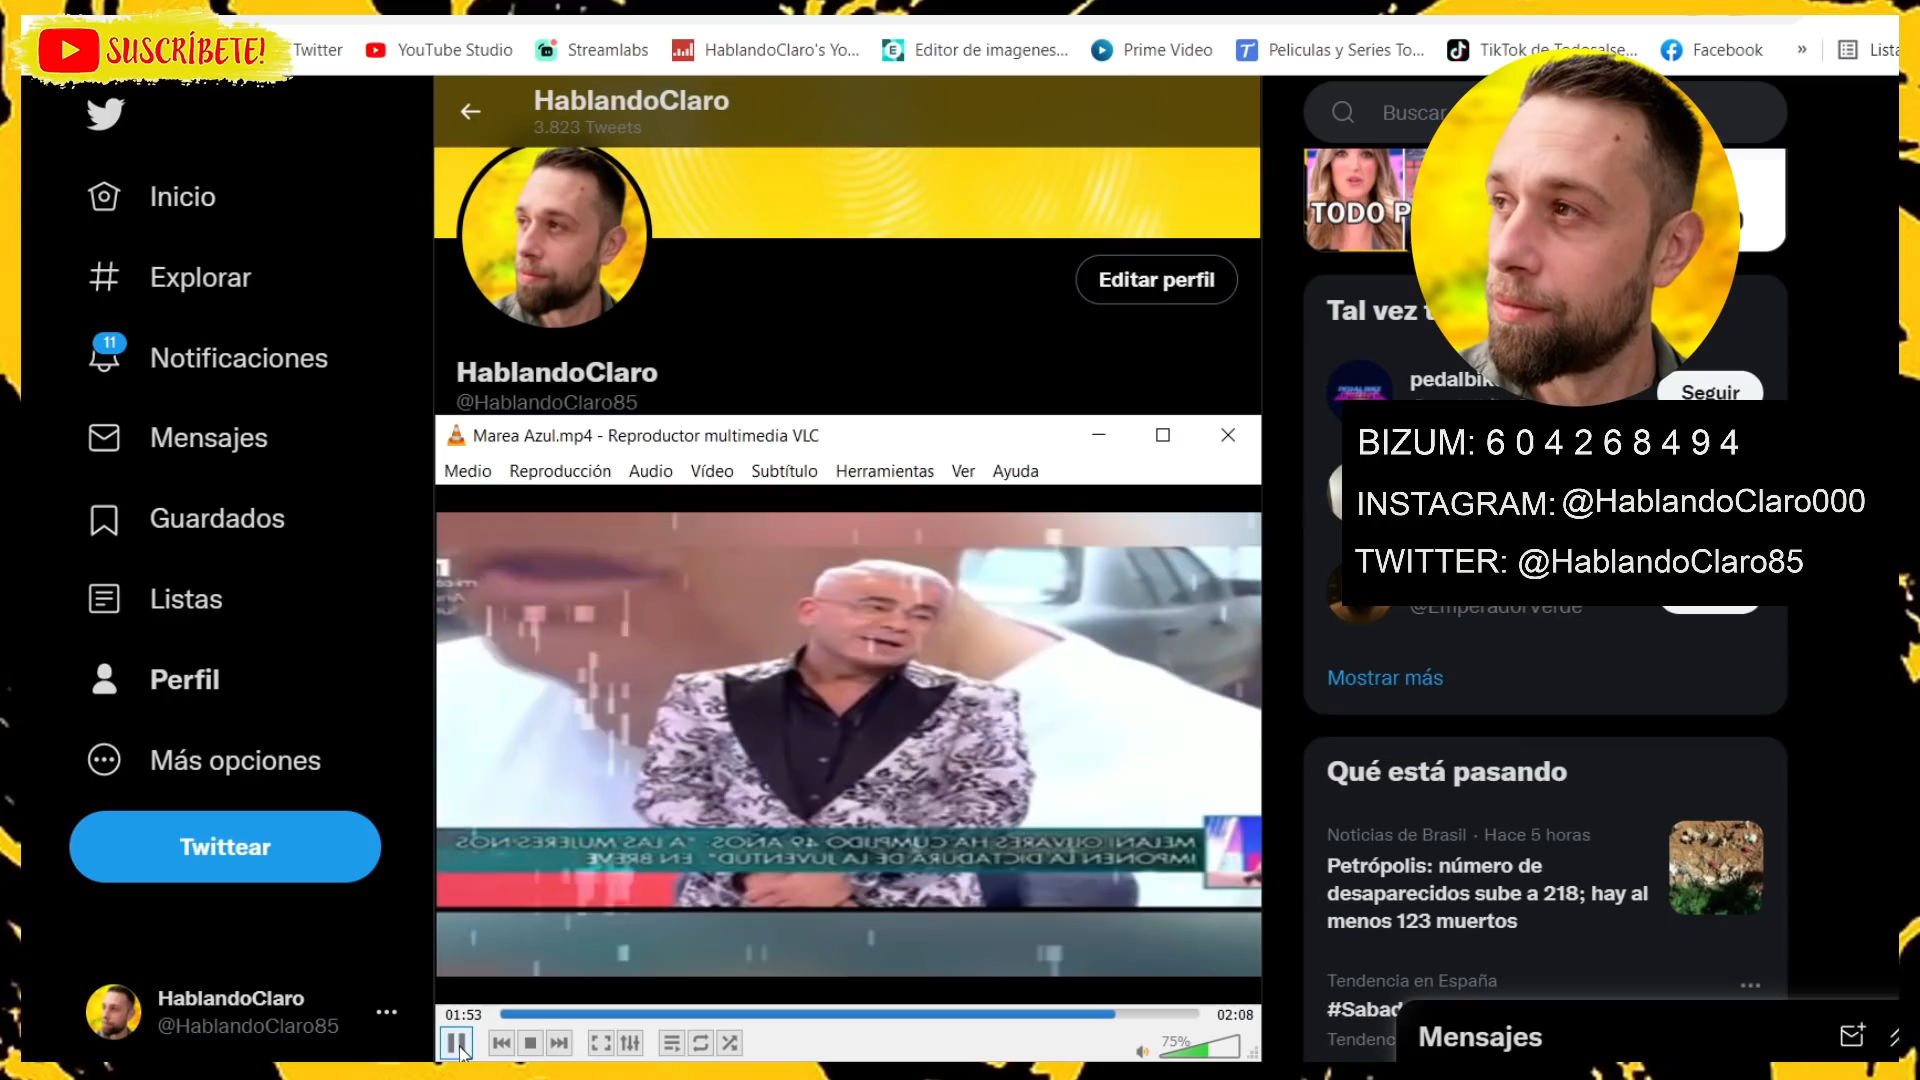 SUSCRÍBETE!
Twitter
YouTube Studio
Streamlabs
HablandoClaro's Yo...
Editor de imagenes...
Prime Video
Peliculas y Series To...
TikTok de Todosalse...
Facebook
»
Lista
HablandoClaro
3.823 Tweets
Buscar
Inicio
Explorar
11
Notificaciones
Mensajes
Guardados
Listas
Perfil
Más opciones
Twittear
HablandoClaro
@HablandoClaro85
Editar perfil
HablandoClaro
@HablandoClaro85
Marea Azul.mp4 - Reproductor multimedia VLC
Medio Reproducción Audio Vídeo Subtítulo Herramientas Ver Ayuda
MELANI OLIVARES HA CUMPLIDO 49 AÑOS: "A LAS MUJERES NOS
IMPONEN LA DICTADURA DE LA JUVENTUD". EN BREVE
01:53
02:08
75%
TODO P
Tal vez t
pedalbik
Seguir
BIZUM: 6 0 4 2 6 8 4 9 4
INSTAGRAM: @HablandoClaro000
TWITTER: @HablandoClaro85
@EmperadorVerde
Mostrar más
Qué está pasando
Noticias de Brasil · Hace 5 horas
Petrópolis: número de
desaparecidos sube a 218; hay al
menos 123 muertos
Tendencia en España
#Sabad
Tendenc
Mensajes